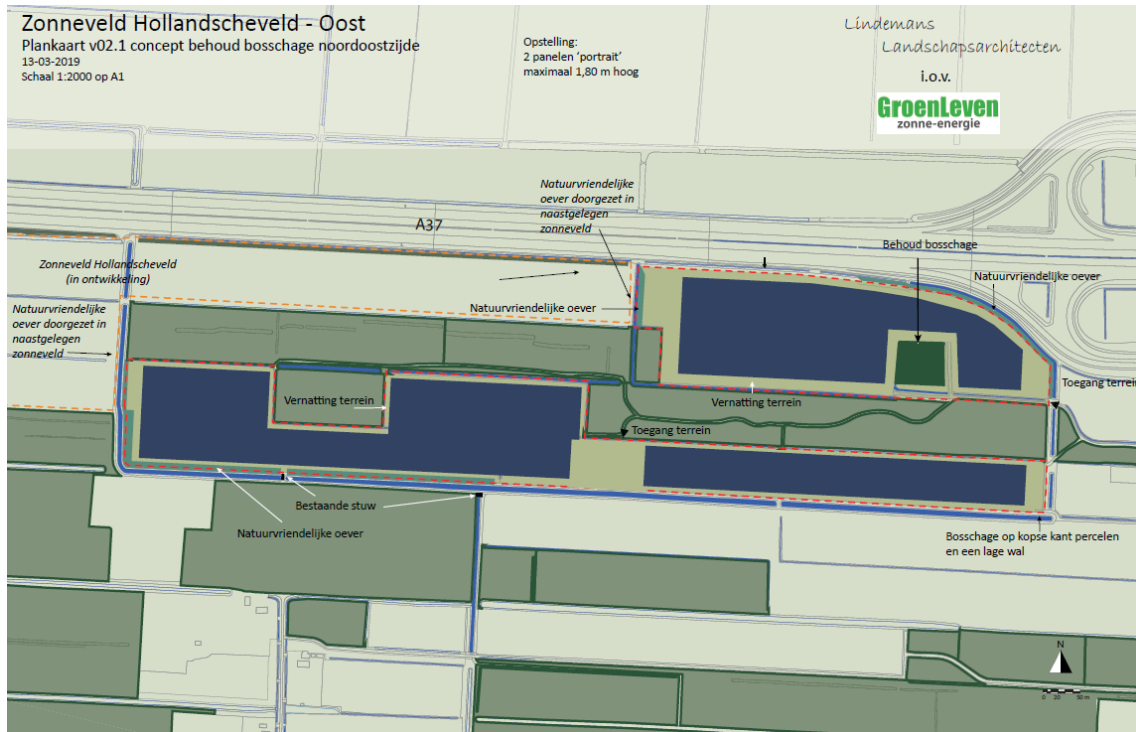 Zonneveld Hollandscheveld - Oost
Plankaart v02.1 concept behoud bosschage noordoostzijde
13-03-2019
Schaal 1:2000 op A1
Opstelling:
2 panelen ‘portrait’
maximaal 1,80 m hoog
Lindemans
Landschapsarchitecten
i.o.v.
GroenLeven
zonne-energie
Natuurvriendelijke
oever doorgezet in
naastgelegen
zonneveld
A37
Behoud bosschage
Zonneveld Hollandscheveld
(in ontwikkeling)
Natuurvriendelijke oever
Natuurvriendelijke oever
Natuurvriendelijke
oever doorgezet in
naastgelegen
zonneveld
Toegang terrein
Vernatting terrein
Vernatting terrein
Toegang terrein
Bestaande stuw
Natuurvriendelijke oever
Bosschage op kopse kant percelen
en een lage wal
N
0 20 50 m